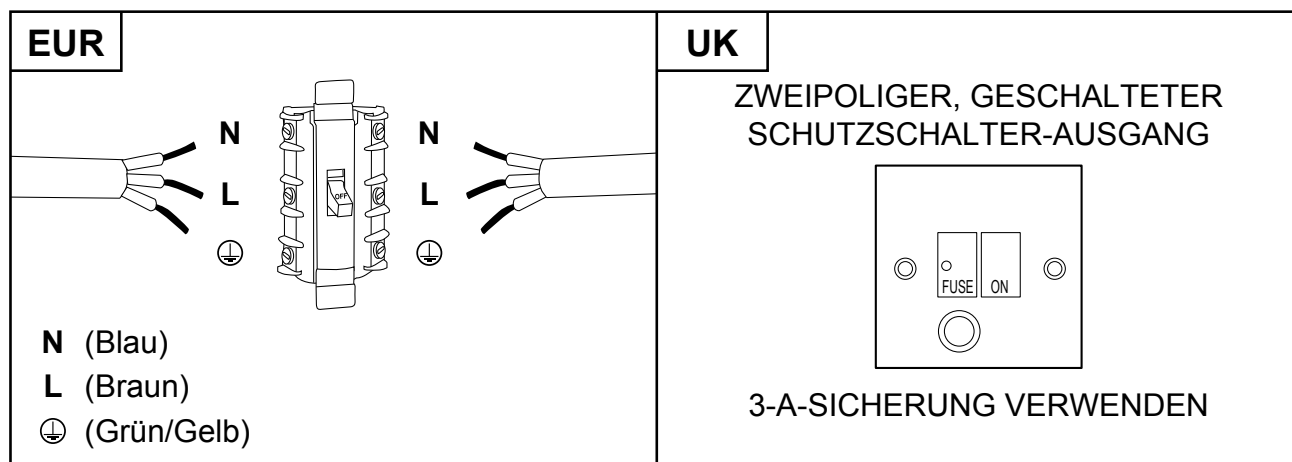 EUR
N
N
L
L
OFF
N (Blau)
L (Braun)
(Grün/Gelb)
UK
ZWEIPOLIGER, GESCHALTETER
SCHUTZSCHALTER-AUSGANG
FUSE
ON
3-A-SICHERUNG VERWENDEN